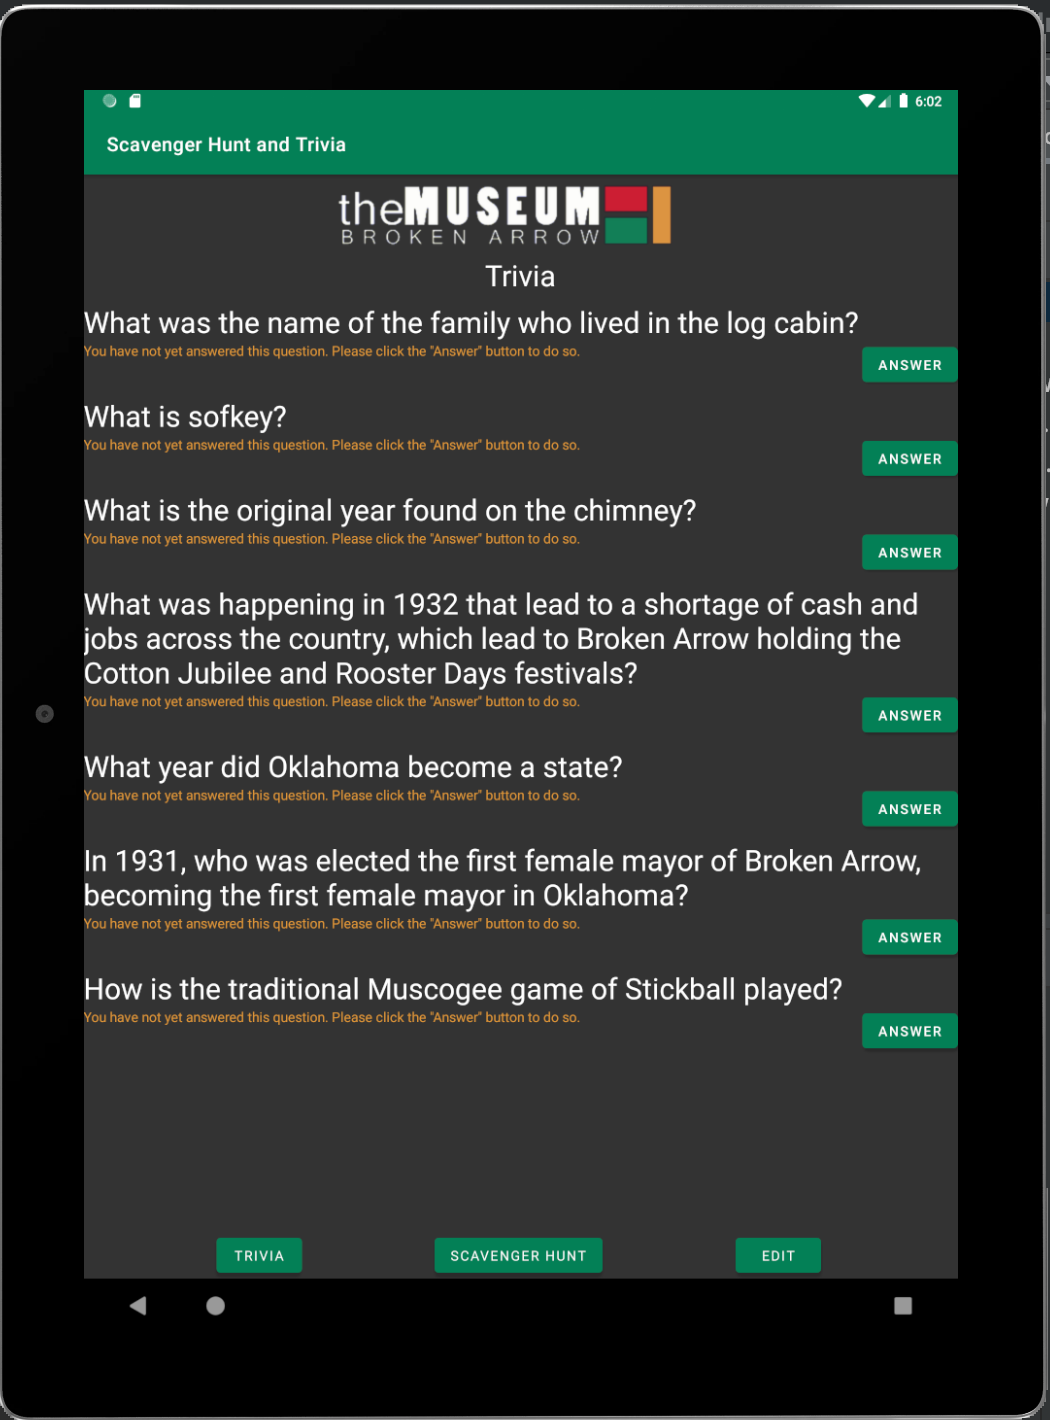 6:02
Scavenger Hunt and Trivia
theMUSEUM
BROKEN ARROW
Trivia
What was the name of the family who lived in the log cabin?
You have not yet answered this question. Please click the "Answer" button to do so.
ANSWER
What is sofkey?
You have not yet answered this question. Please click the "Answer" button to do so.
ANSWER
What is the original year found on the chimney?
You have not yet answered this question. Please click the "Answer" button to do so.
ANSWER
What was happening in 1932 that lead to a shortage of cash and
jobs across the country, which lead to Broken Arrow holding the
Cotton Jubilee and Rooster Days festivals?
You have not yet answered this question. Please click the "Answer" button to do so.
ANSWER
What year did Oklahoma become a state?
You have not yet answered this question. Please click the "Answer" button to do so.
ANSWER
In 1931, who was elected the first female mayor of Broken Arrow,
becoming the first female mayor in Oklahoma?
You have not yet answered this question. Please click the "Answer" button to do so.
ANSWER
How is the traditional Muscogee game of Stickball played?
You have not yet answered this question. Please click the "Answer" button to do so.
ANSWER
TRIVIA
SCAVENGER HUNT
EDIT